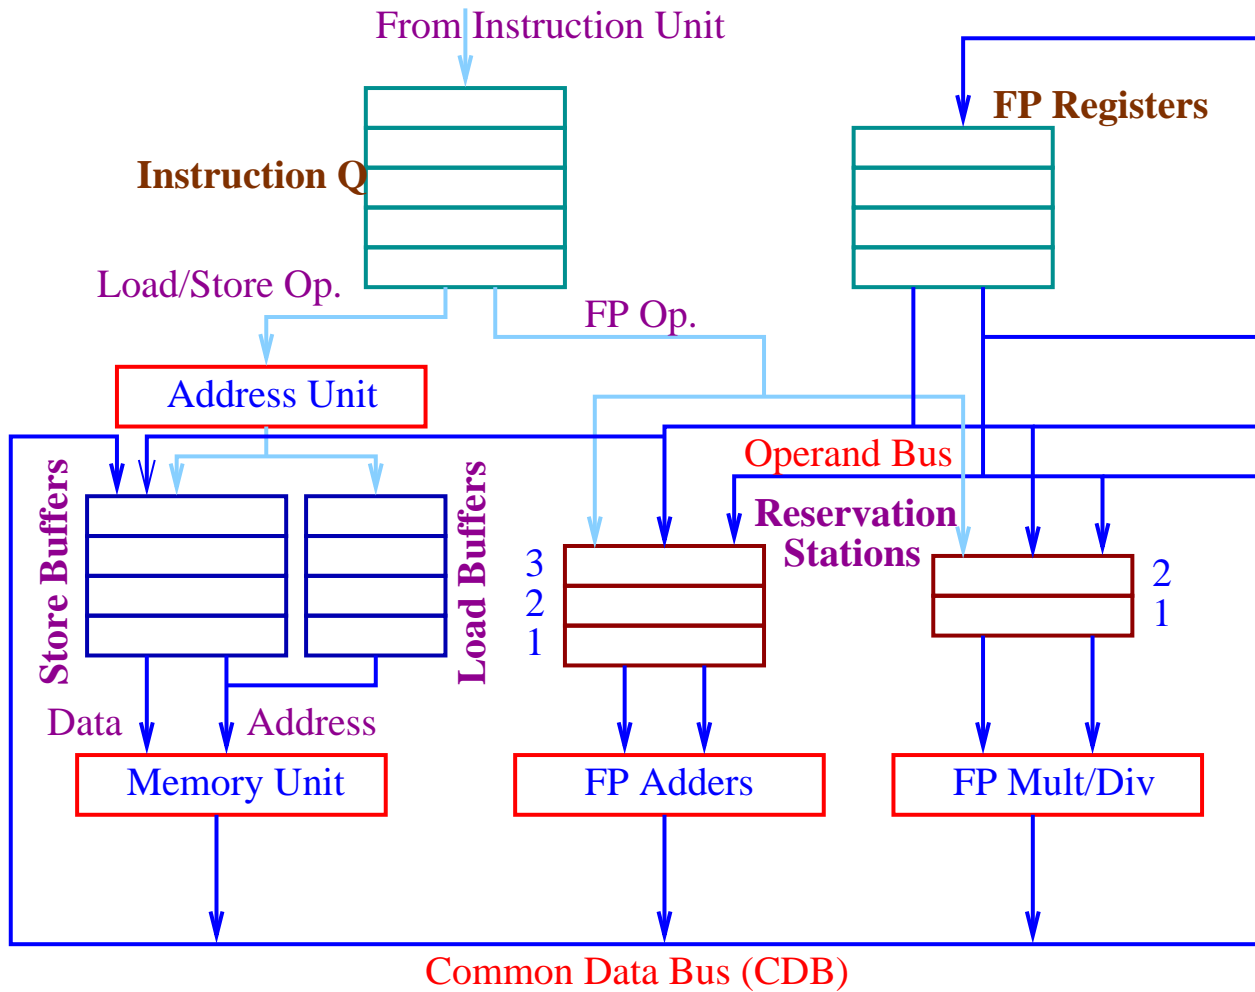 From Instruction Unit
FP Registers
Instruction Q
Load/Store Op.
FP Op.
Address Unit
Operand Bus
Store Buffers
Load Buffers
Reservation
Stations
3
2
1
2
1
Data
Address
Memory Unit
FP Adders
FP Mult/Div
Common Data Bus (CDB)